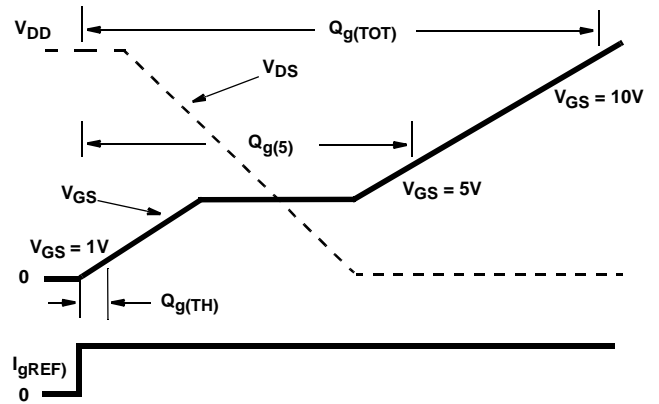 V_DD
Q_g(TOT)
V_DS
V_GS = 10V
Q_g(5)
V_GS
V_GS = 5V
V_GS = 1V
0
Q_g(TH)
I_gREF)
0